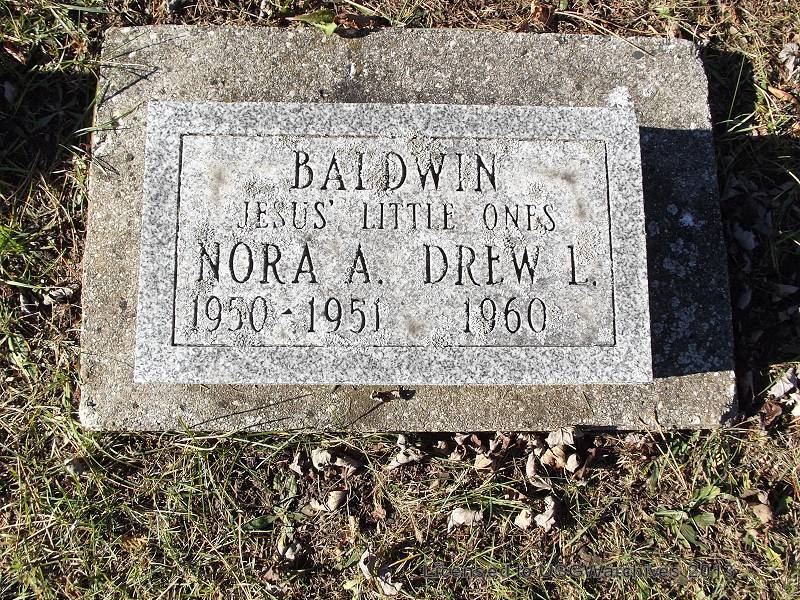 BALDWIN
JESUS' LITTLE ONES
NORA A. DREW L.
1950 - 1951 1960